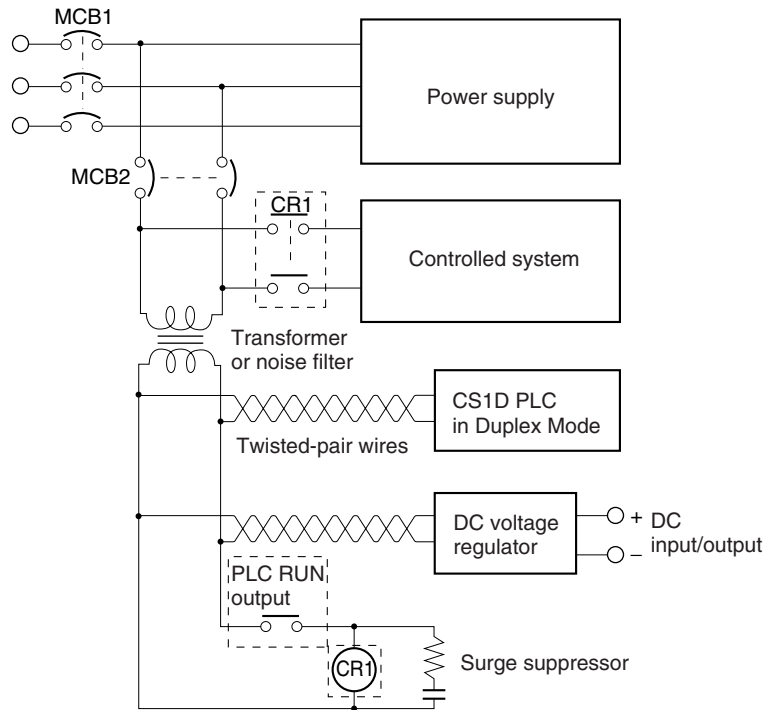 MCB1
Power supply
MCB2
CR1
Controlled system
Transformer
or noise filter
CS1D PLC
in Duplex Mode
Twisted-pair wires
DC voltage
regulator
+ DC
input/output
–
PLC RUN
output
CR1
Surge suppressor